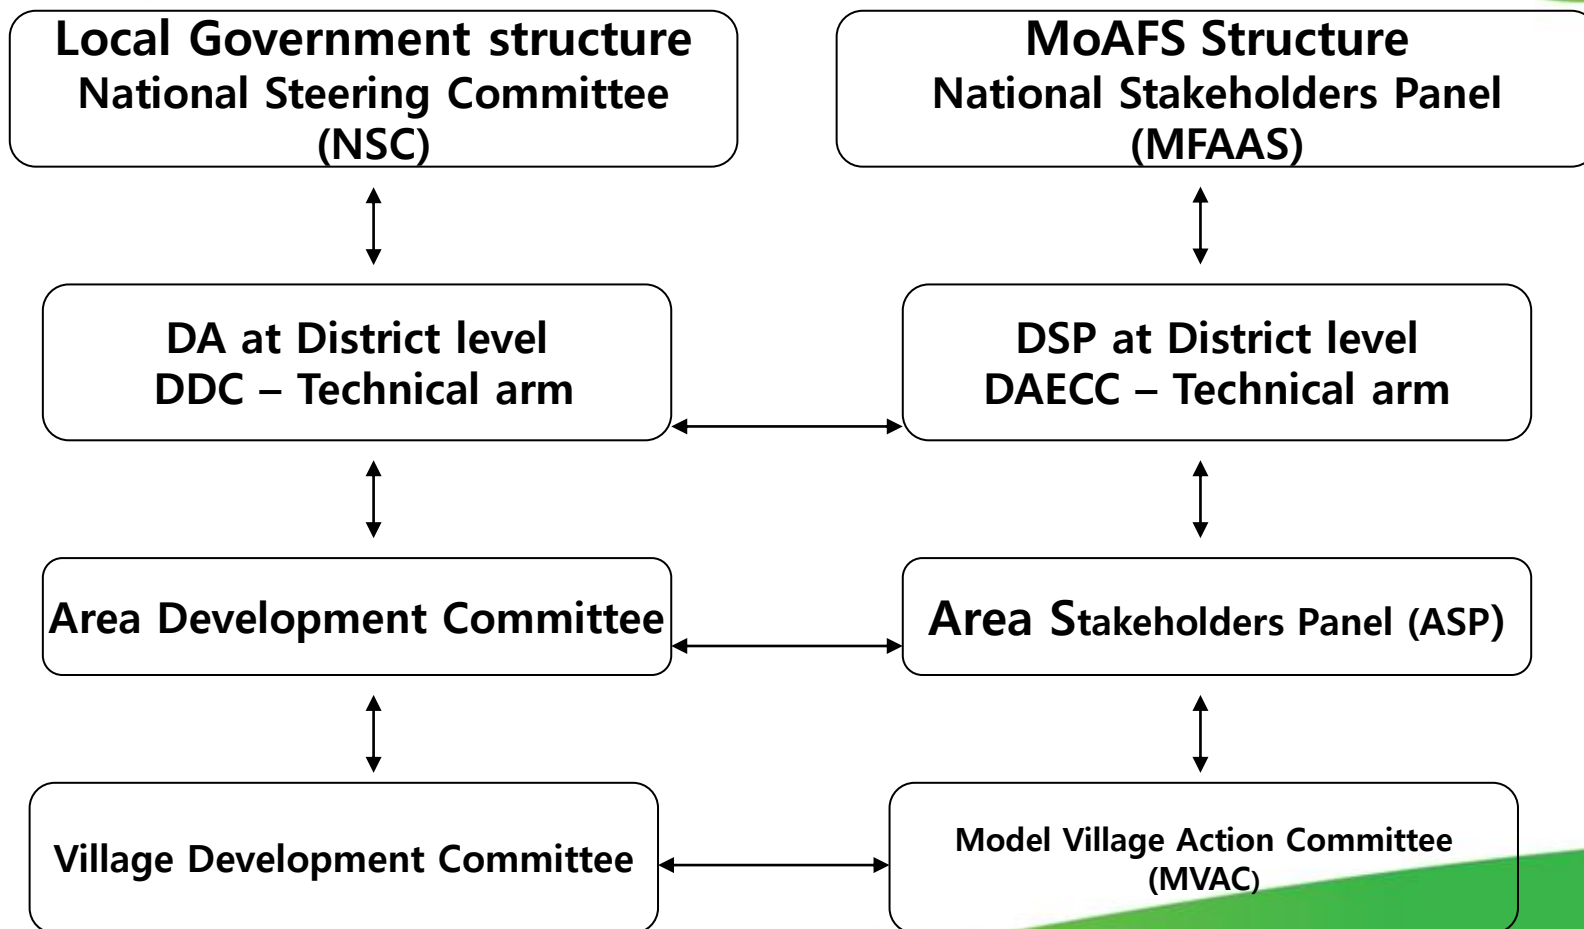 Local Government structure
National Steering Committee
(NSC)
MoAFS Structure
National Stakeholders Panel
(MFAAS)
DA at District level
DDC – Technical arm
DSP at District level
DAECC – Technical arm
Area Development Committee
Area Stakeholders Panel (ASP)
Village Development Committee
Model Village Action Committee
(MVAC)